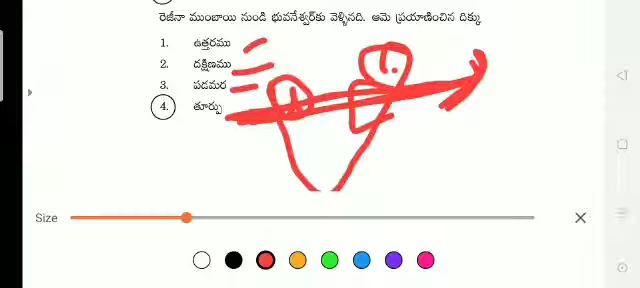 రెజీనా ముంబాయి నుండి భువనేశ్వర్‌కు వెళ్ళినది. ఆమె ప్రయాణించిన దిక్కు
1. ఉత్తరము
2. దక్షిణము
3. పడమర
4. తూర్పు
Size